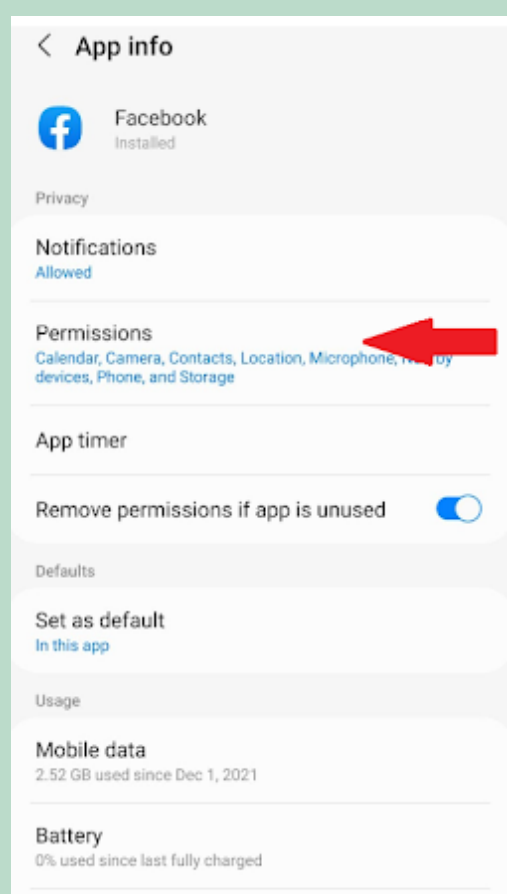 App info
Facebook
Installed
Privacy
Notifications
Allowed
Permissions
Calendar, Camera, Contacts, Location, Microphone,
devices, Phone, and Storage
App timer
Remove permissions if app is unused
Defaults
Set as default
In this app
Usage
Mobile data
2.52 GB used since Dec 1, 2021
Battery
0% used since last fully charged